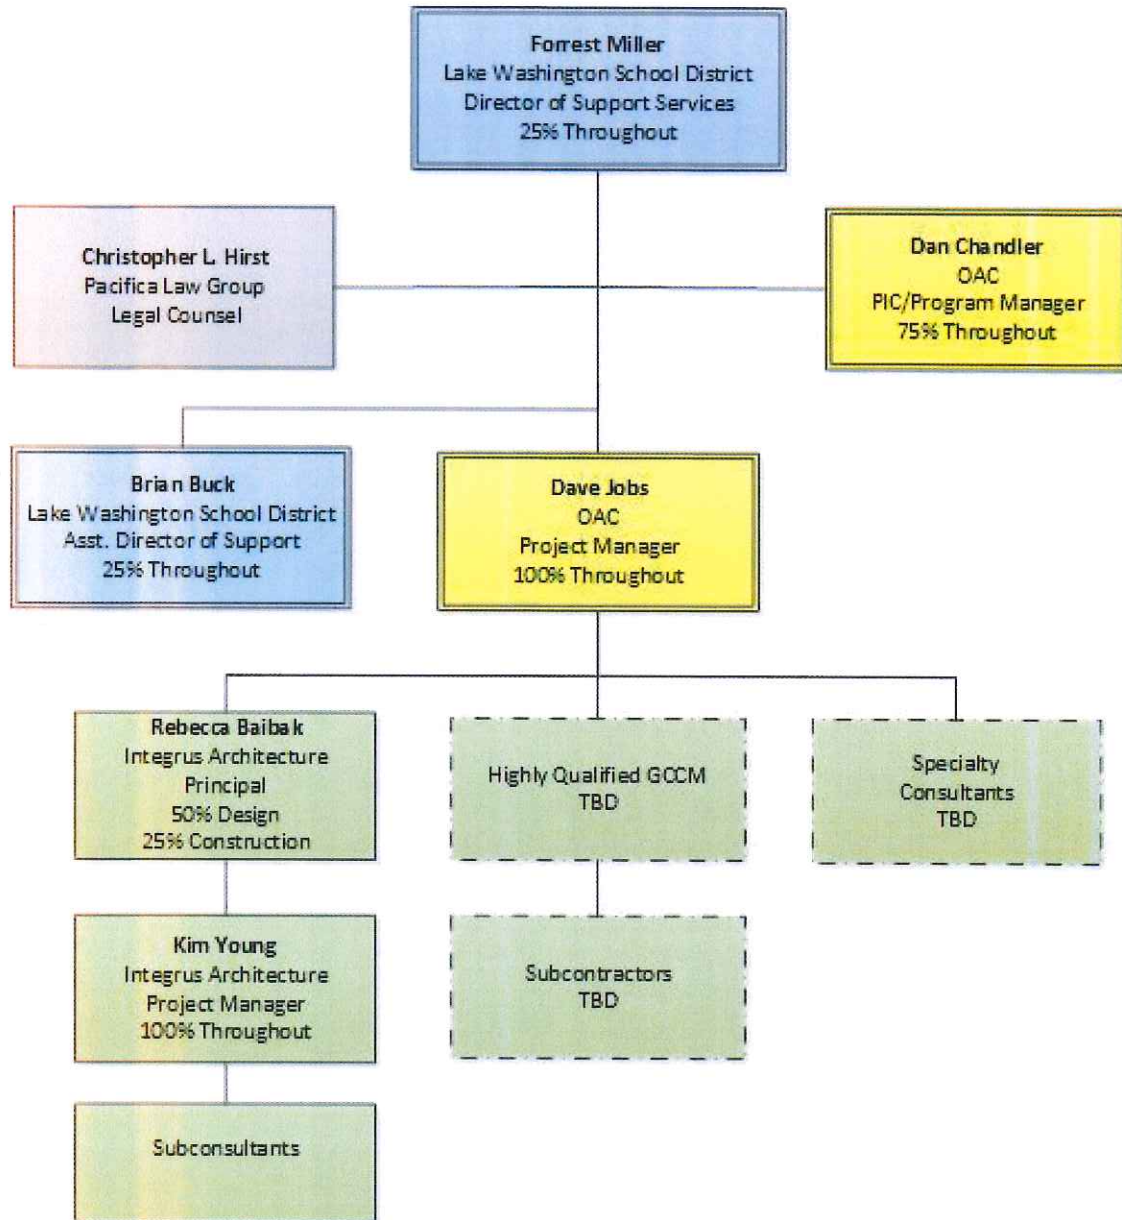 Forrest Miller
Lake Washington School District
Director of Support Services
25% Throughout
Christopher L. Hirst
Pacifica Law Group
Legal Counsel
Dan Chandler
OAC
PIC/Program Manager
75% Throughout
Brian Buck
Lake Washington School District
Asst. Director of Support
25% Throughout
Dave Jobs
OAC
Project Manager
100% Throughout
Rebecca Baibak
Integrus Architecture
Principal
50% Design
25% Construction
Highly Qualified GCCM
TBD
Specialty
Consultants
TBD
Kim Young
Integrus Architecture
Project Manager
100% Throughout
Subcontractors
TBD
Subconsultants